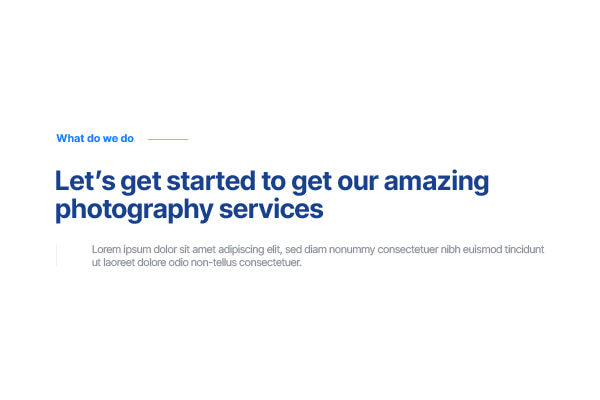 What do we do
Let’s get started to get our amazing
photography services
Lorem ipsum dolor sit amet adipiscing elit, sed diam nonummy consectetuer nibh euismod tincidunt
ut laoreet dolore odio non-tellus consectetuer.